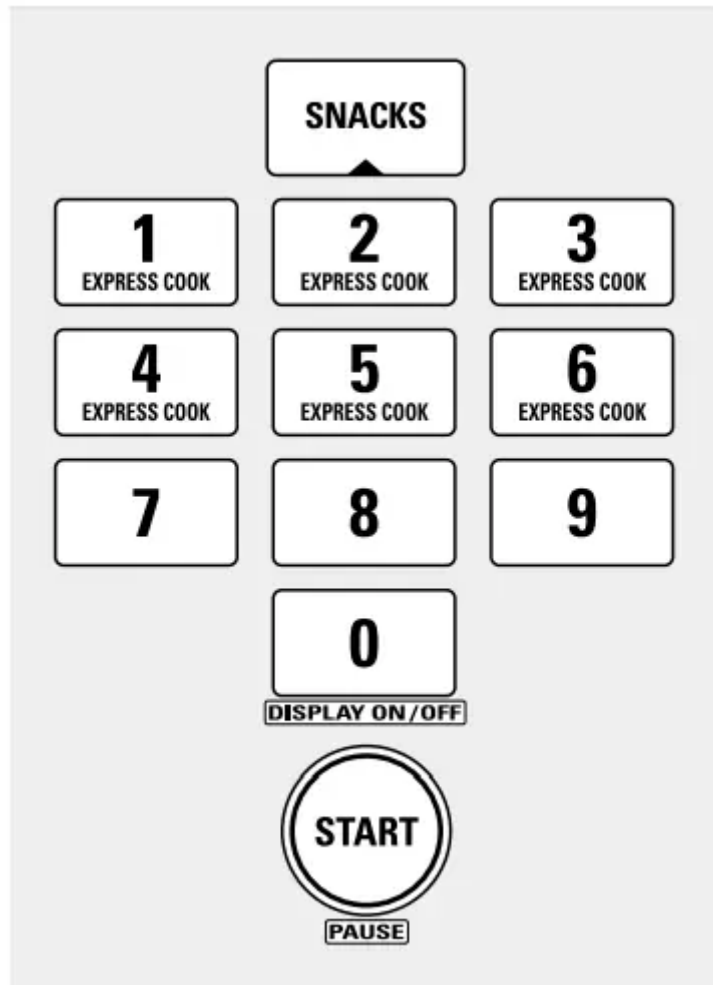 SNACKS
1 2 3
EXPRESS COOK EXPRESS COOK EXPRESS COOK
4 5 6
EXPRESS COOK EXPRESS COOK EXPRESS COOK
7 8 9
0
DISPLAY ON/OFF
START
PAUSE